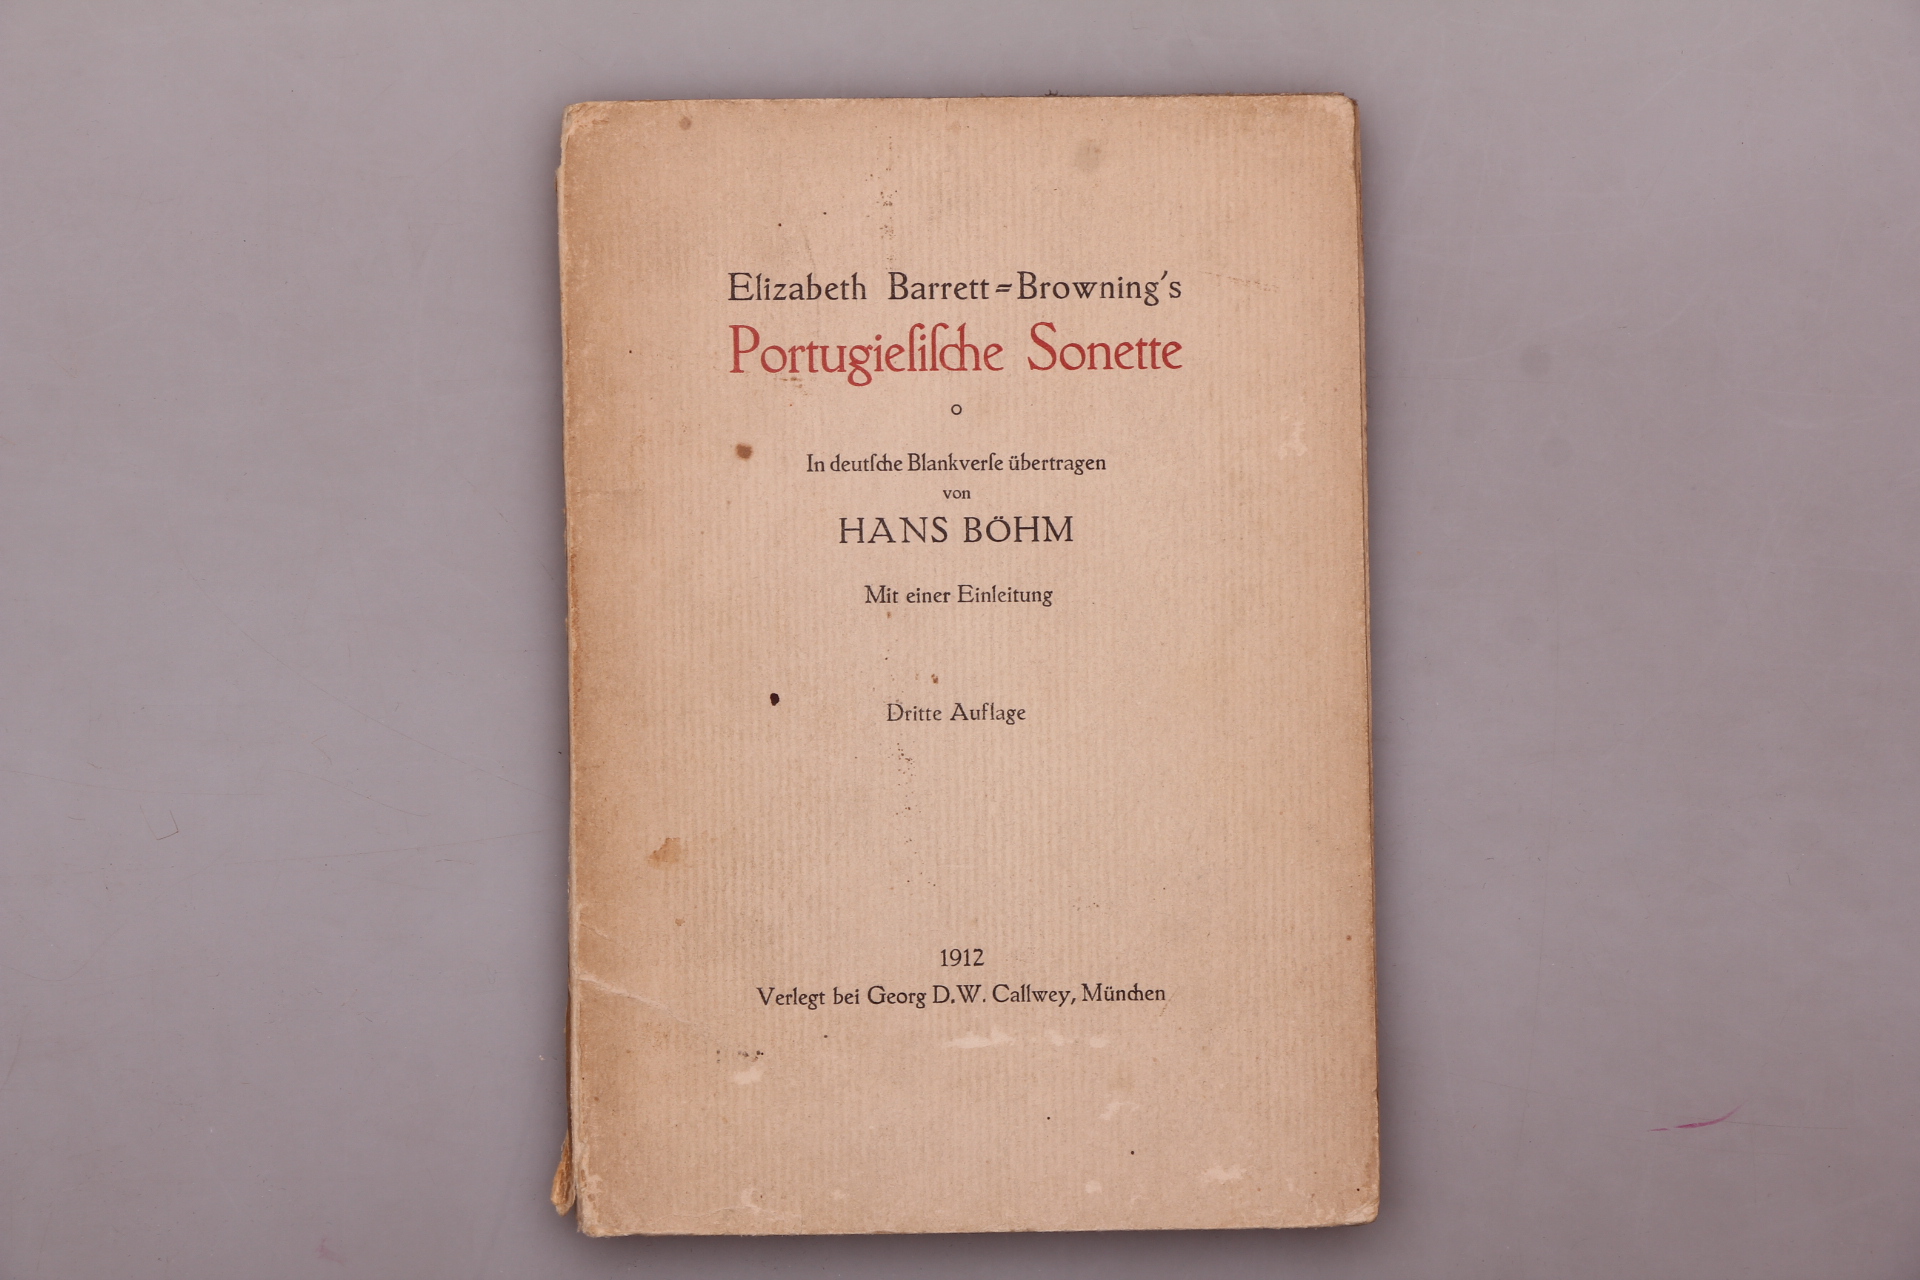 Elizabeth Barrett=Browning's
Portugieſiſche Sonette
o
In deutſche Blankverſe übertragen
von
HANS BÖHM
Mit einer Einleitung
Dritte Auflage
1912
Verlegt bei Georg D.W. Callwey, München